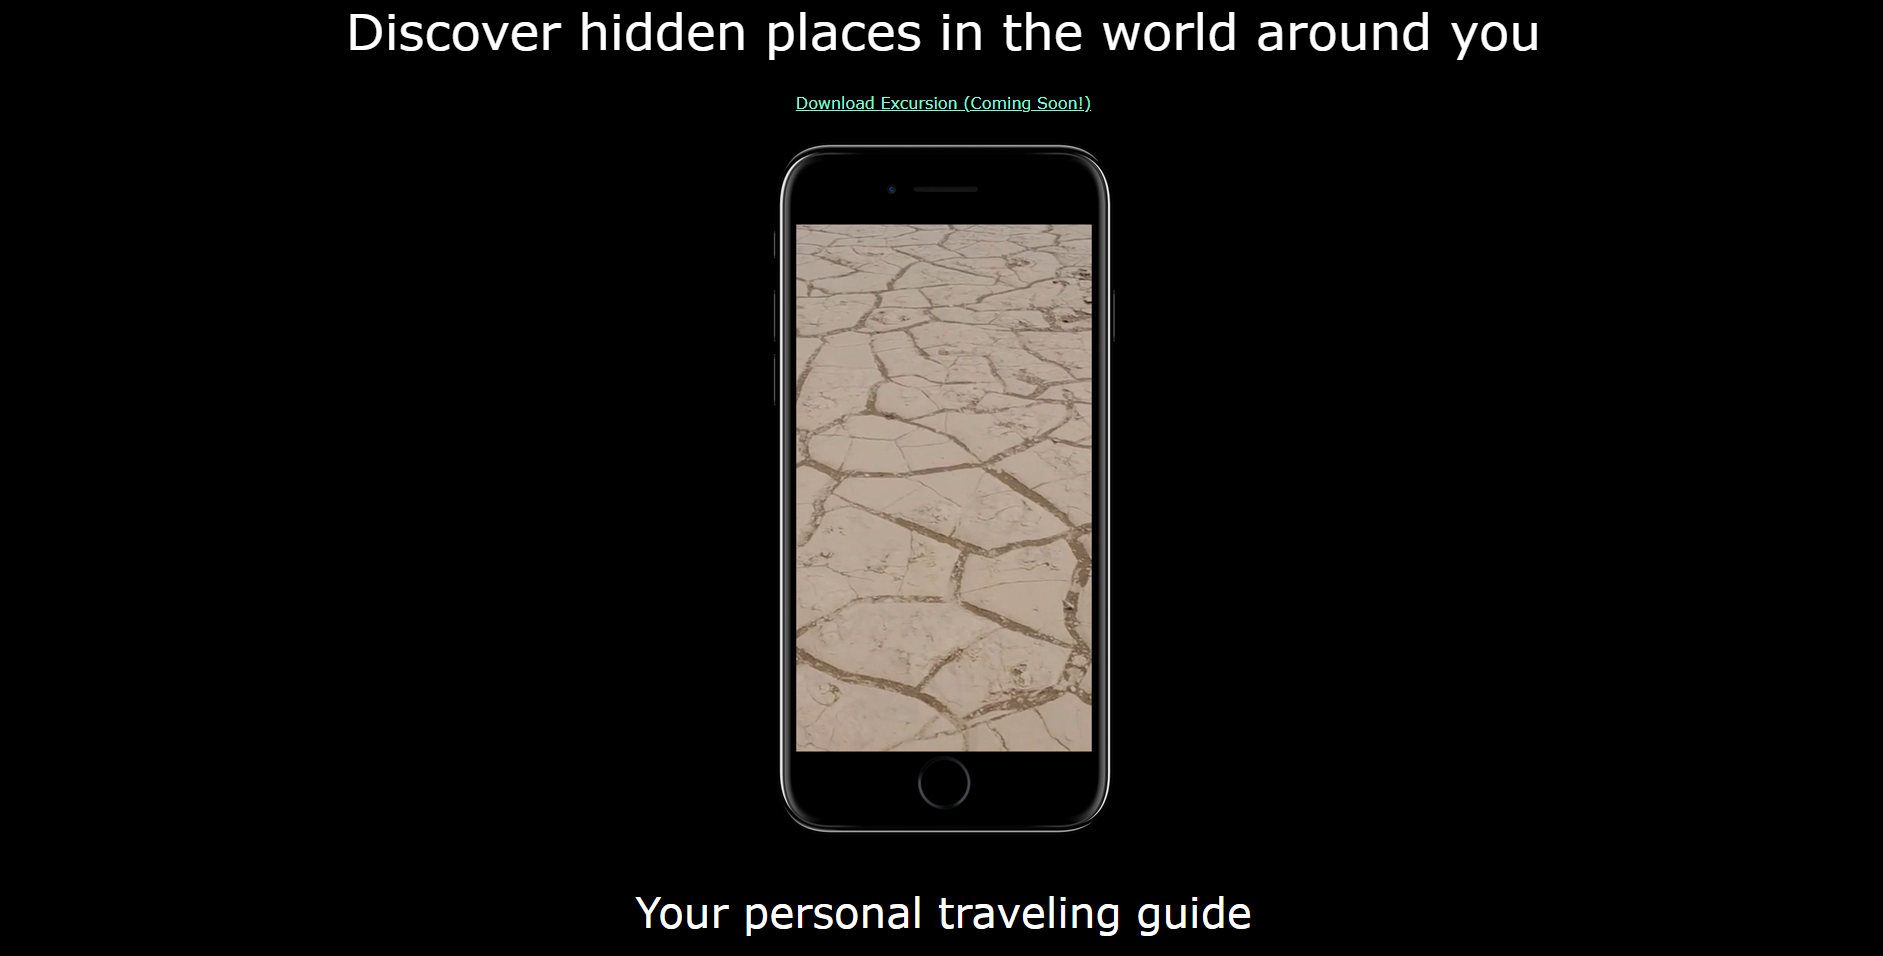 Discover hidden places in the world around you
Download Excursion (Coming Soon!)
Your personal traveling guide